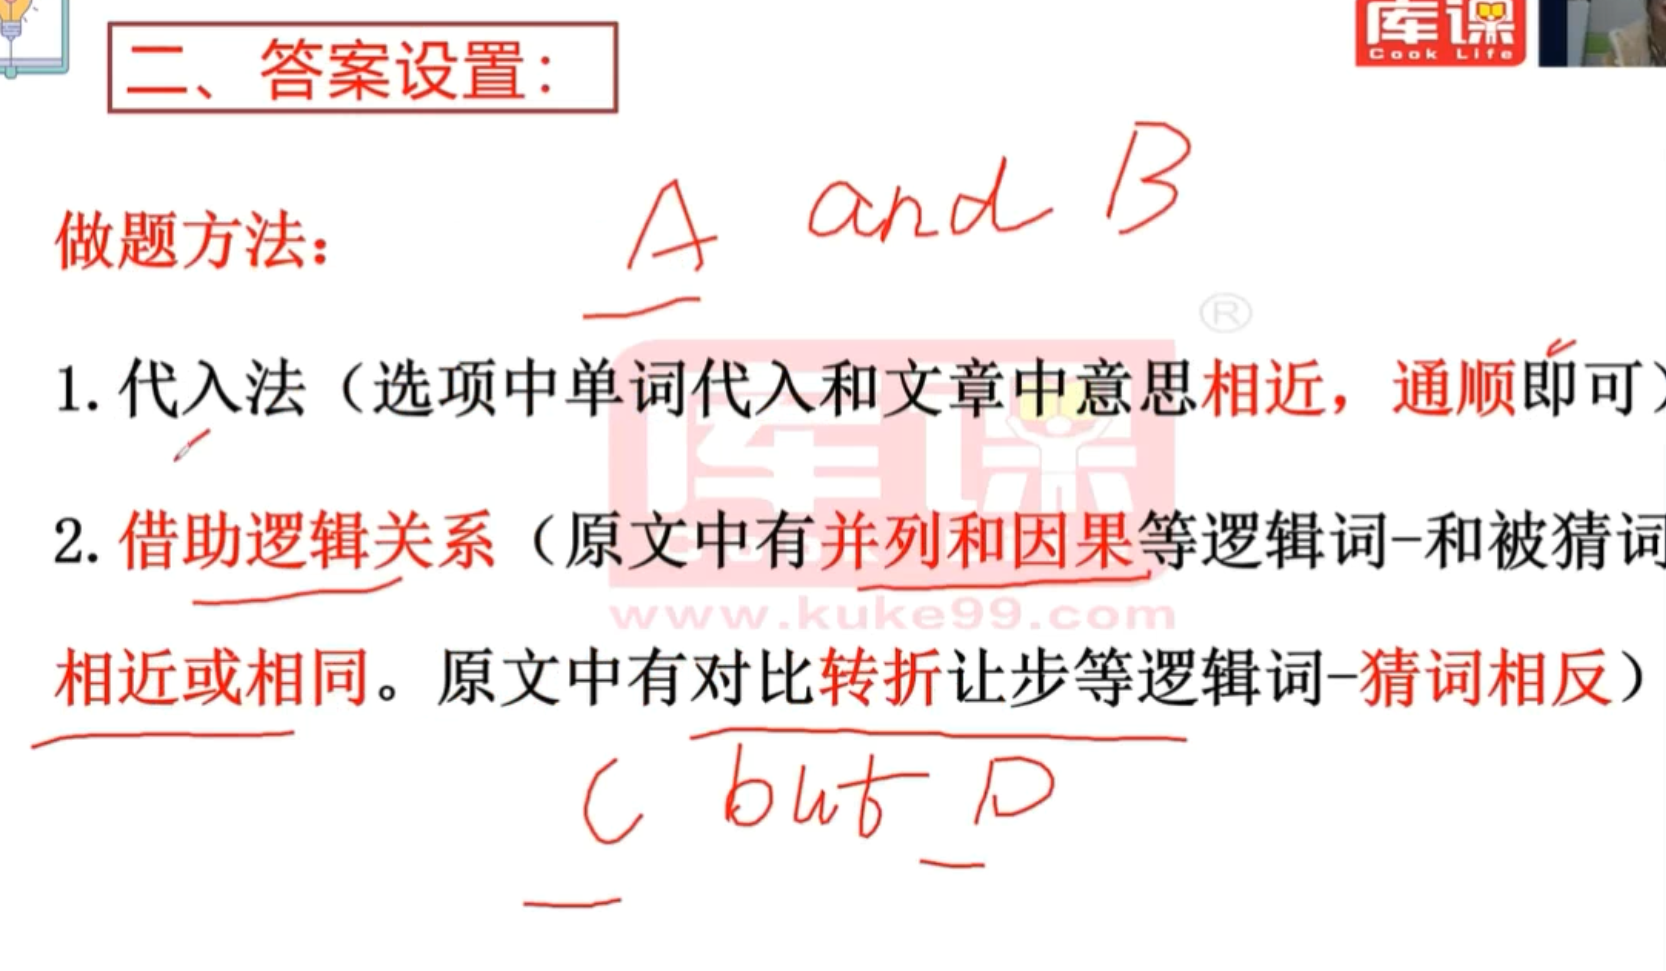 库课
Cook Life
二、答案设置：
A and B
做题方法：
®
1.代入法（选项中单词代入和文章中意思相近，通顺即可）
库课
2.借助逻辑关系（原文中有并列和因果等逻辑词-和被猜词
www.kuke99.com
相近或相同。原文中有对比转折让步等逻辑词-猜词相反）
C but D